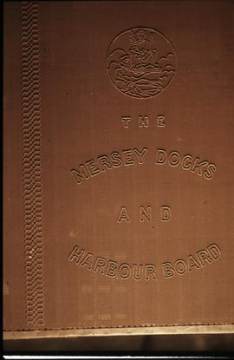 THE
MERSEY DOCKS
AND
HARBOUR BOARD